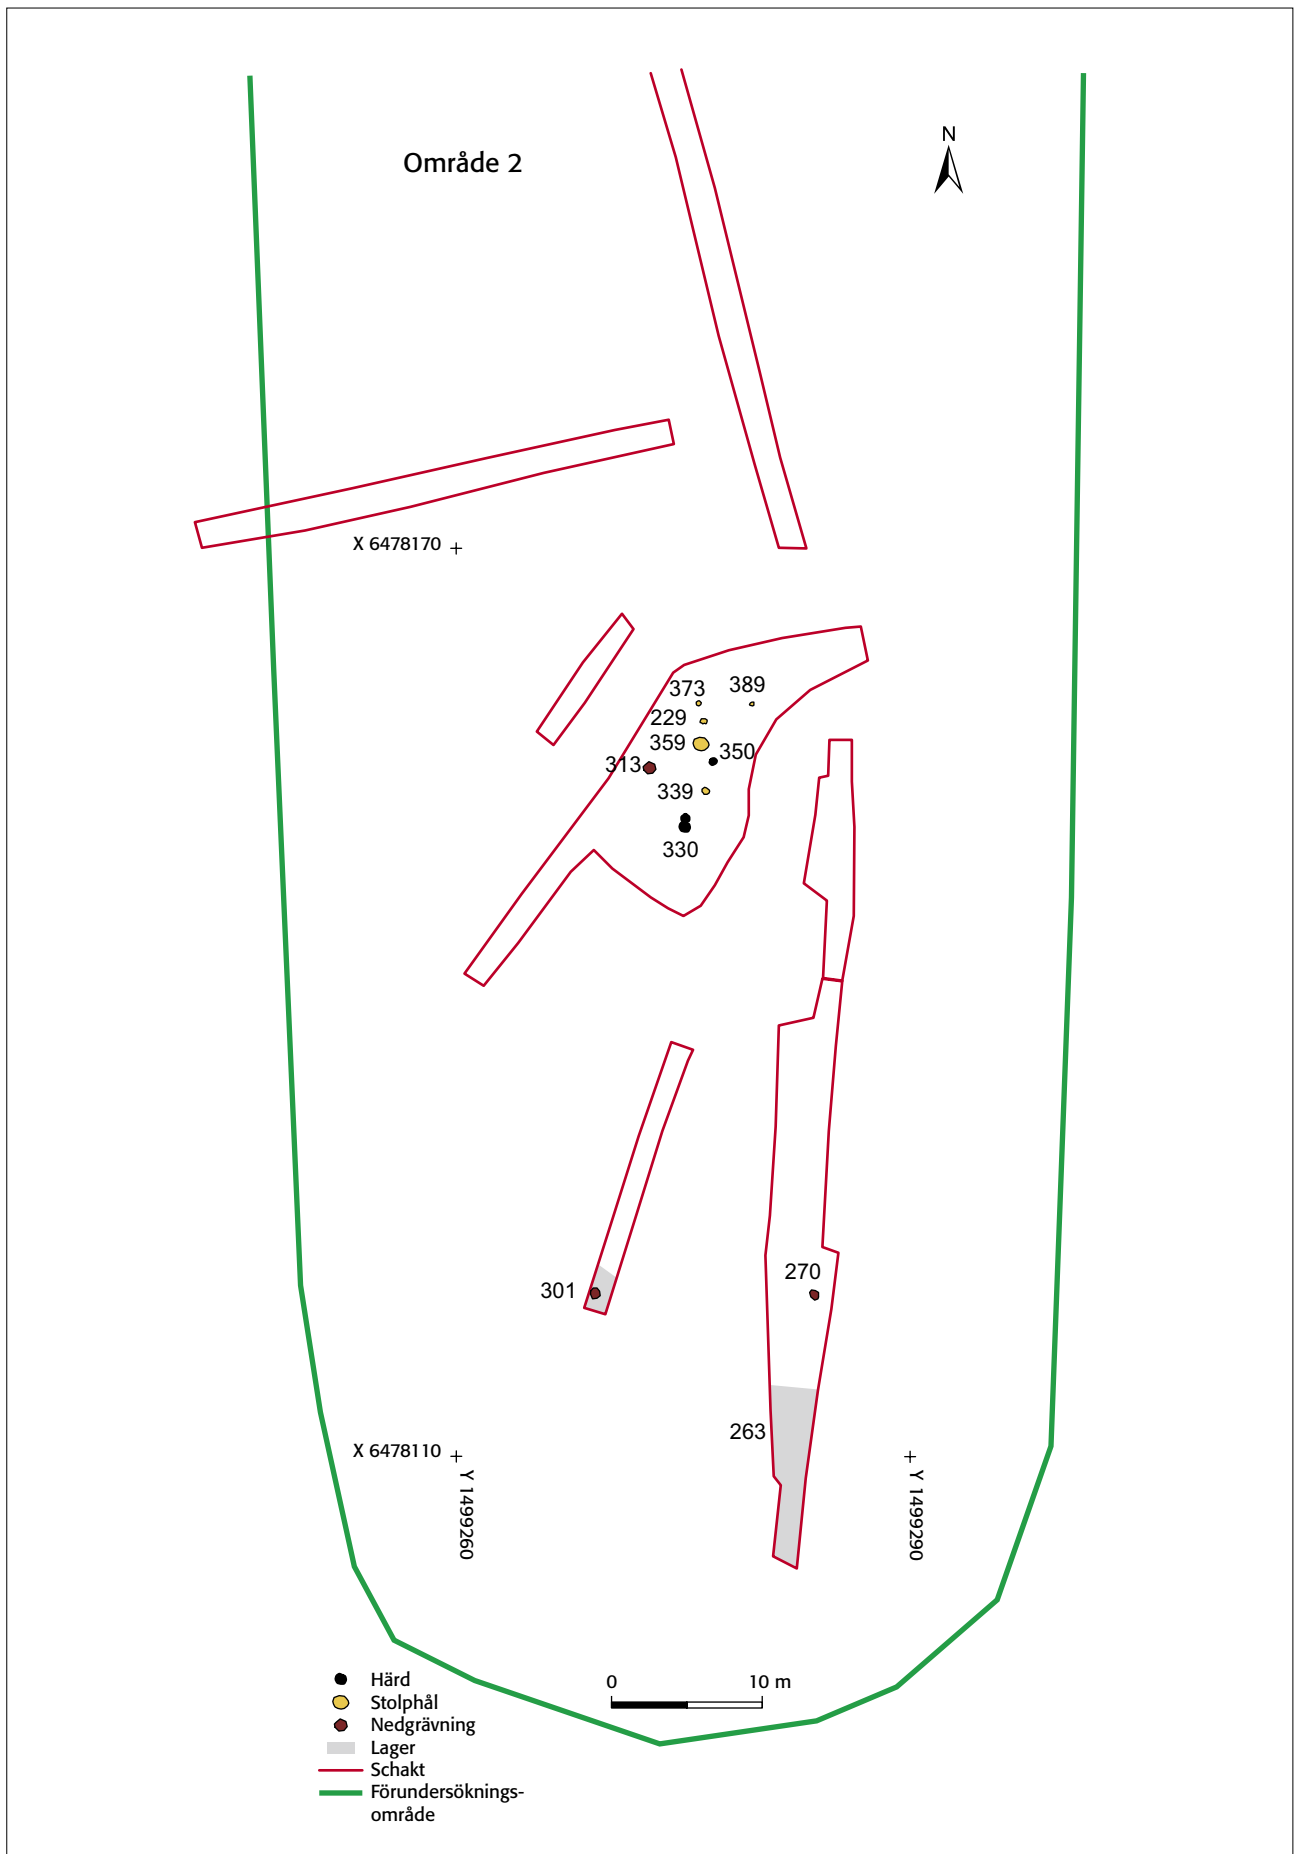 N
Område 2
X 6478170
373
389
229
359
350
313
339
330
301
270
263
X 6478110
Y 1499260
Y 1499290
0
10 m
Härd
Stolphål
Nedgrävning
Lager
Schakt
Förundersöknings-
område